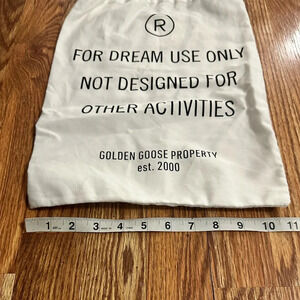 ®
FOR DREAM USE ONLY
NOT DESIGNED FOR
OTHER ACTIVITIES
GOLDEN GOOSE PROPERTY
est. 2000
1 2 3 4 5 6 7 8 9 10 11